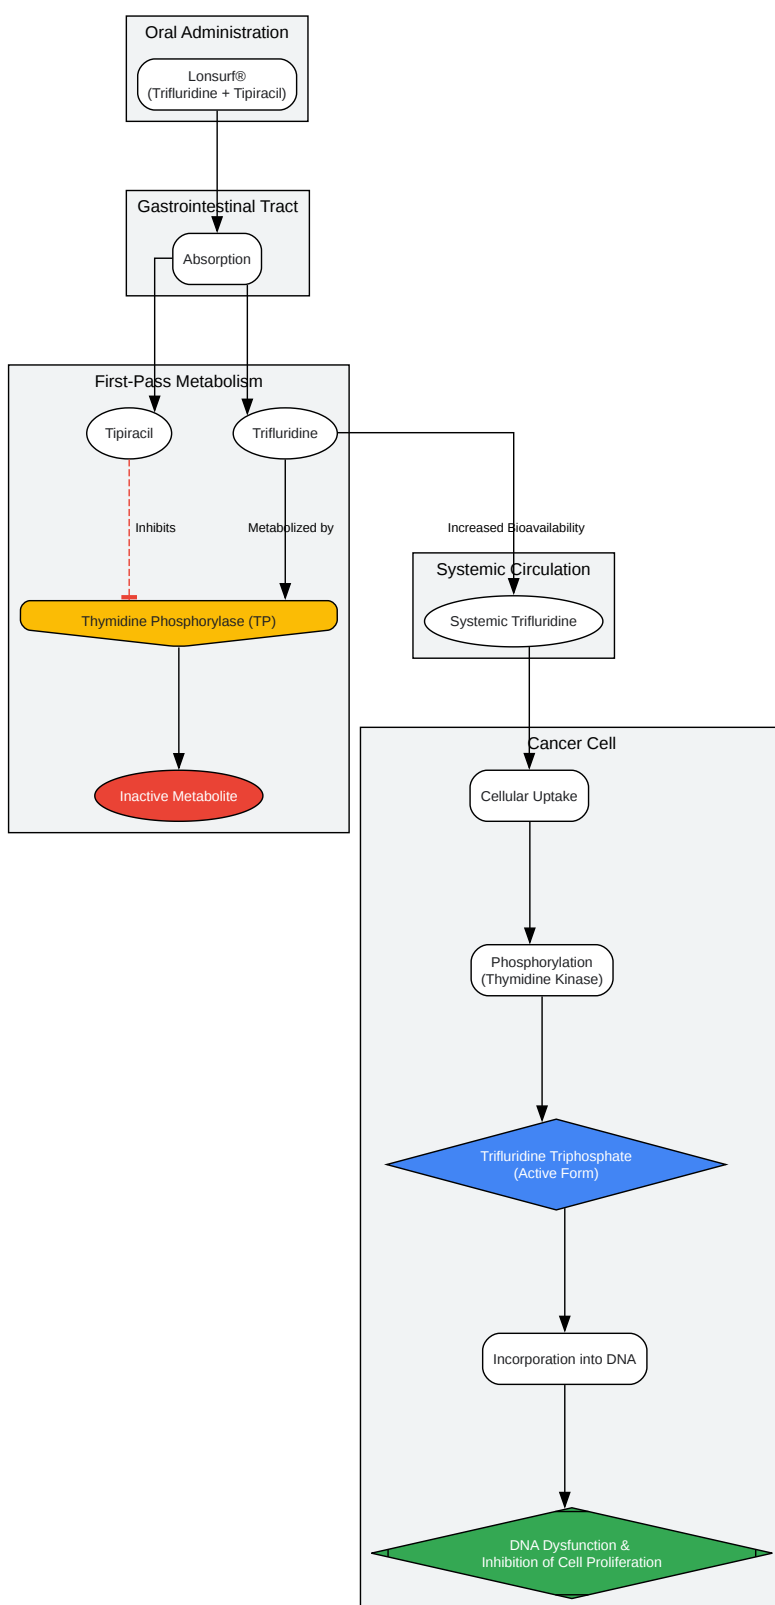 Oral Administration
Lonsurf®
(Trifluridine + Tipiracil)
Gastrointestinal Tract
Absorption
First-Pass Metabolism
Tipiracil
Trifluridine
Inhibits
Metabolized by
Increased Bioavailability
Systemic Circulation
Thymidine Phosphorylase (TP)
Systemic Trifluridine
Cancer Cell
Inactive Metabolite
Cellular Uptake
Phosphorylation
(Thymidine Kinase)
Trifluridine Triphosphate
(Active Form)
Incorporation into DNA
DNA Dysfunction &
Inhibition of Cell Proliferation